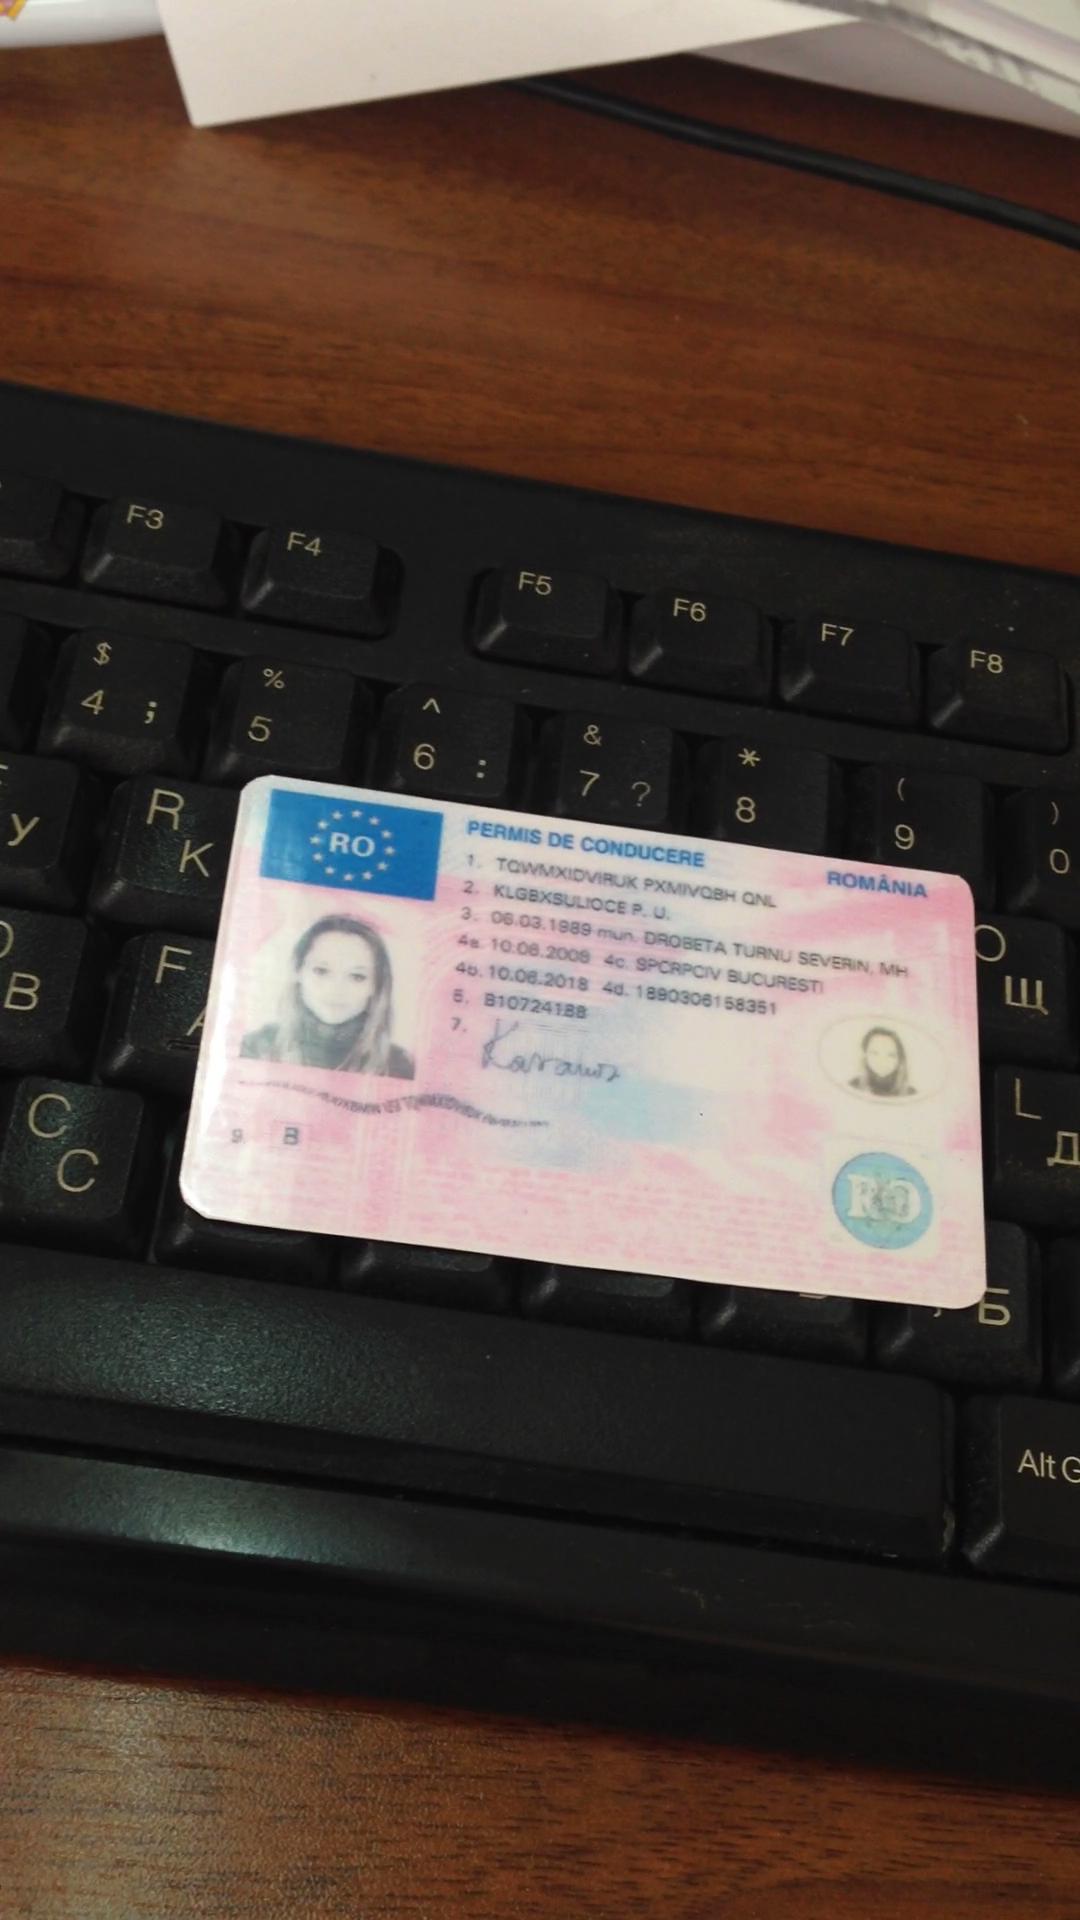 F3 F4 F5 F6 F7 F8
$ % ^ & * ( )
4 ; 5 6 : 7 ? 8 9 0
R
У К
F
В
O
Щ
C
С
L
Д
Б
Alt G
RO
PERMIS DE CONDUCERE
ROMÂNIA
1. TQWMXIDVIRUK PXMIVQBH QNL
2. KLGBXSULIOCE P. U.
3. 06.03.1989 mun. DROBETA TURNU SEVERIN, MH
4a. 10.06.2009 4c. SPCRPCIV BUCURESTI
4b. 10.06.2018 4d. 1890306158351
5. B10724188
7.
9. B
RO